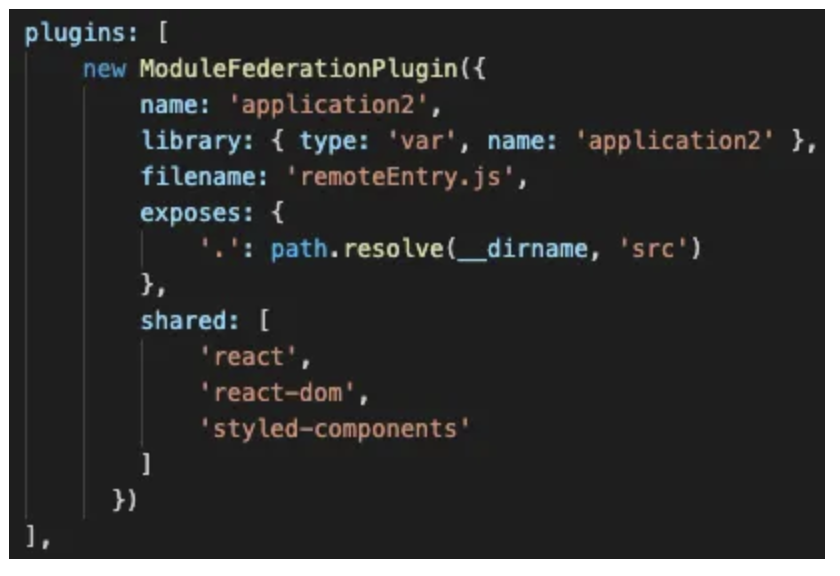 plugins: [
new ModuleFederationPlugin({
name: 'application2',
library: { type: 'var', name: 'application2' },
filename: 'remoteEntry.js',
exposes: {
'.': path.resolve(__dirname, 'src')
},
shared: [
'react',
'react-dom',
'styled-components'
]
})
],